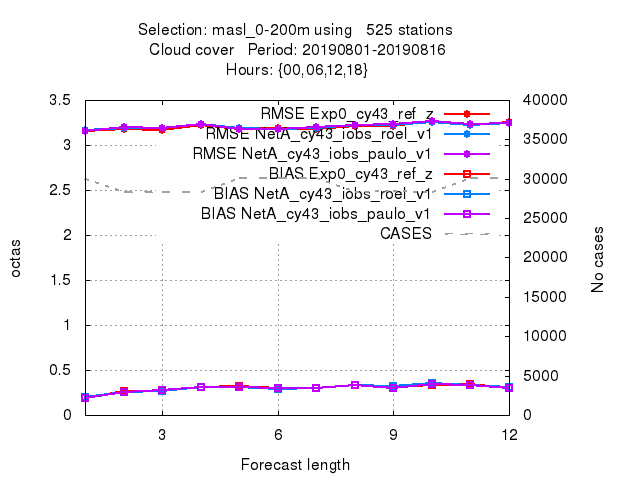 Selection: masl_0-200m using 525 stations
Cloud cover Period: 20190801-20190816
Hours: {00,06,12,18}
3.5
3
2.5
2
1.5
1
0.5
0
40000
35000
30000
25000
20000
15000
10000
5000
0
RMSE Exp0_cy43_ref_z
RMSE NetA_cy43_iobs_roel_v1
RMSE NetA_cy43_iobs_paulo_v1
BIAS Exp0_cy43_ref_z
BIAS NetA_cy43_iobs_roel_v1
BIAS NetA_cy43_iobs_paulo_v1
CASES
octas
No cases
3 6 9 12
Forecast length